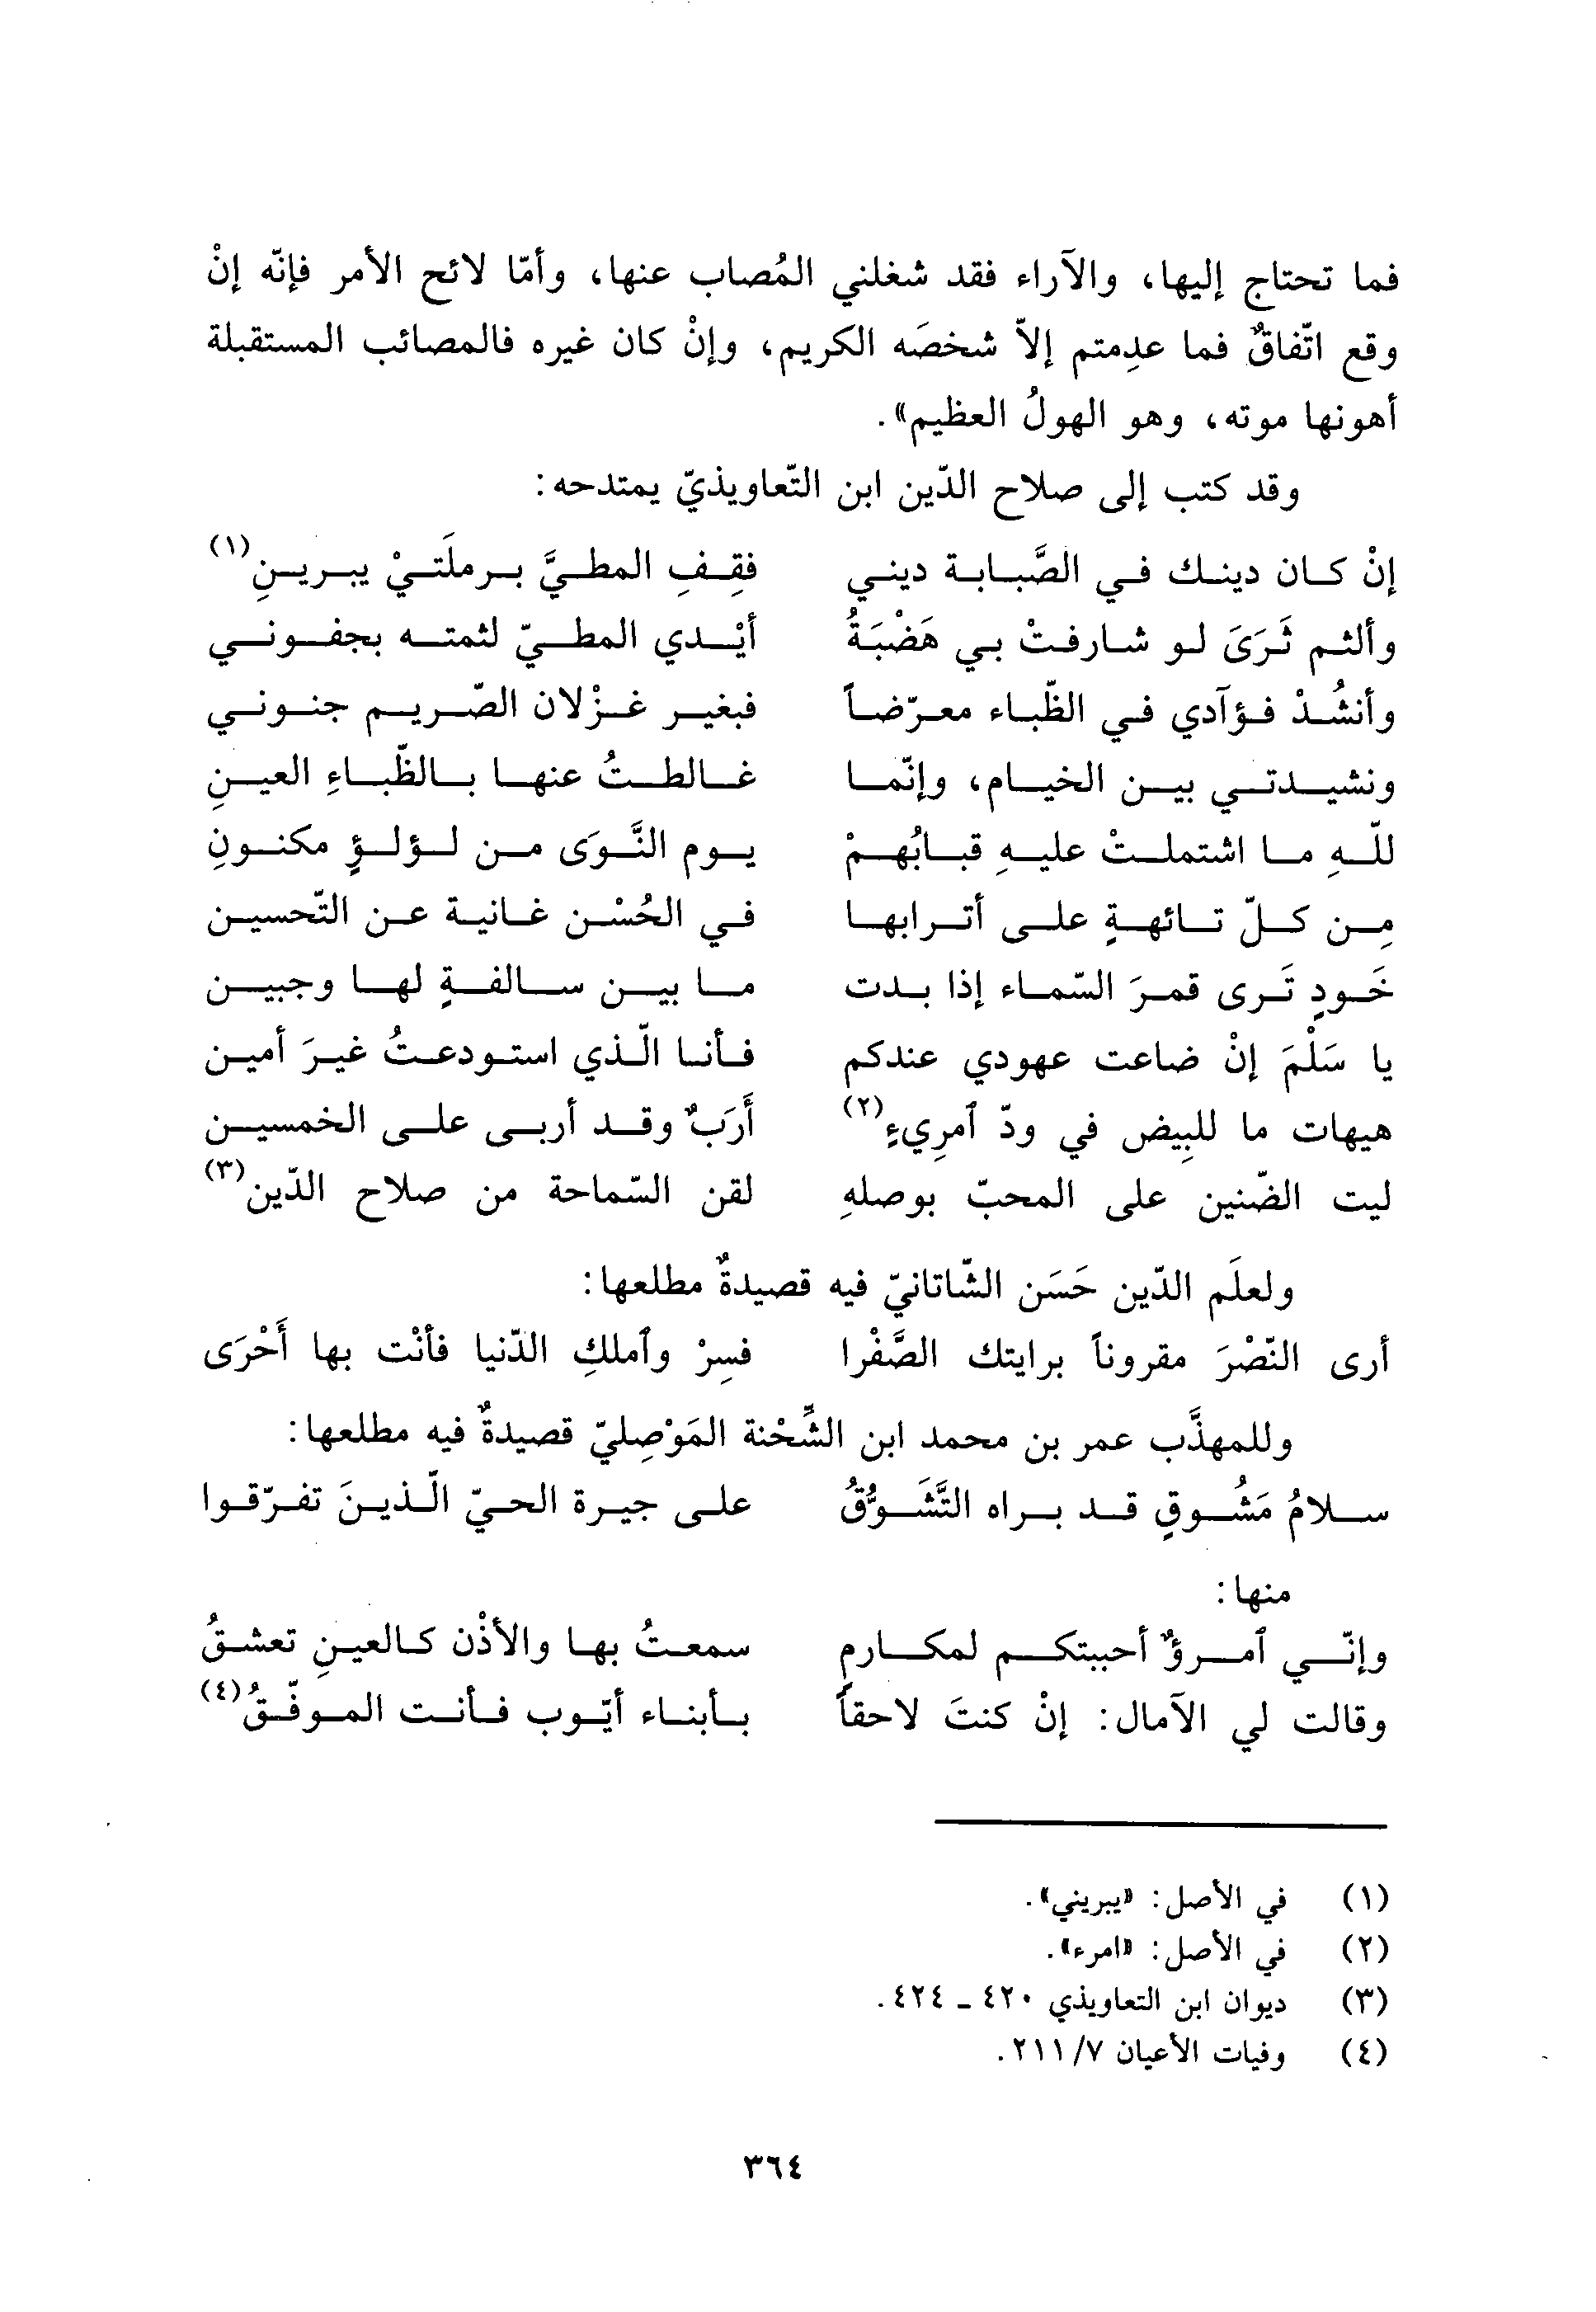 فما تحتاج إليها، والآراء فقد شغلني المُصاب عنها، وأمّا لائح الأمر فإنّه إنْ
وقع اتّفاقٌ فما عدِمتم إلاّ شخصَه الكريم، وإنْ كان غيره فالمصائب المستقبلة
أهونها موته، وهو الهولُ العظيم».
وقد كتب إلى صلاح الدّين ابن التّعاويذيّ يمتدحه:
إنْ كان دينك في الصَّبابة ديني فقِفِ المطيَّ برملَتيْ يبرينِ(١)
وألثم ثَرَىَ لو شارفتْ بي هَضْبَةُ أيْدي المطيّ لثمته بجفوني
وأنشُدْ فؤآدي في الظّباء معرّضاً فبغير غزْلان الصّريم جنوني
ونشيدتي بين الخيام، وإنّما غالطتُ عنها بالظّباءِ العينِ
للّهِ ما اشتملتْ عليهِ قبابُهمْ يوم النَّوَى من لؤلؤٍ مكنونِ
مِن كلّ تائهةٍ على أترابها في الحُسْن غانية عن التّحسين
خَودٍ تَرى قمرَ السّماء إذا بدت ما بين سالفةٍ لها وجبين
يا سَلْمَ إنْ ضاعت عهودي عندكم فأنا الّذي استودعتُ غيرَ أمين
هيهات ما للبِيض في ودّ ٱمرِيءٍ(٢) أَرَبٌ وقد أربى على الخمسين
ليت الضّنين على المحبّ بوصلهِ لقن السّماحة من صلاح الدّين(٣)
ولعلَم الدّين حَسَن الشّاتانيّ فيه قصيدةٌ مطلعها:
أرى النّصْرَ مقروناً برايتك الصَّفْرا فسِرْ وٱملكِ الدّنيا فأنْت بها أَحْرَى
وللمهذَّب عمر بن محمد ابن الشِّحْنة المَوْصِليّ قصيدةٌ فيه مطلعها:
سلامُ مَشُوقٍ قد براه التَّشَوُّقُ على جيرة الحيّ الّذينَ تفرّقوا
منها:
وإنّي ٱمرؤٌ أحببتكم لمكارمٍ سمعتُ بها والأذْن كالعينِ تعشقُ
وقالت لي الآمال: إنْ كنتَ لاحقاً بأبناء أيّوب فأنت الموفّقُ(٤)
(١) في الأصل: «يبريني».
(٢) في الأصل: «امرء».
(٣) ديوان ابن التعاويذي ٤٢٠ ـ ٤٢٤.
(٤) وفيات الأعيان ٢١١/٧.
٣٦٤